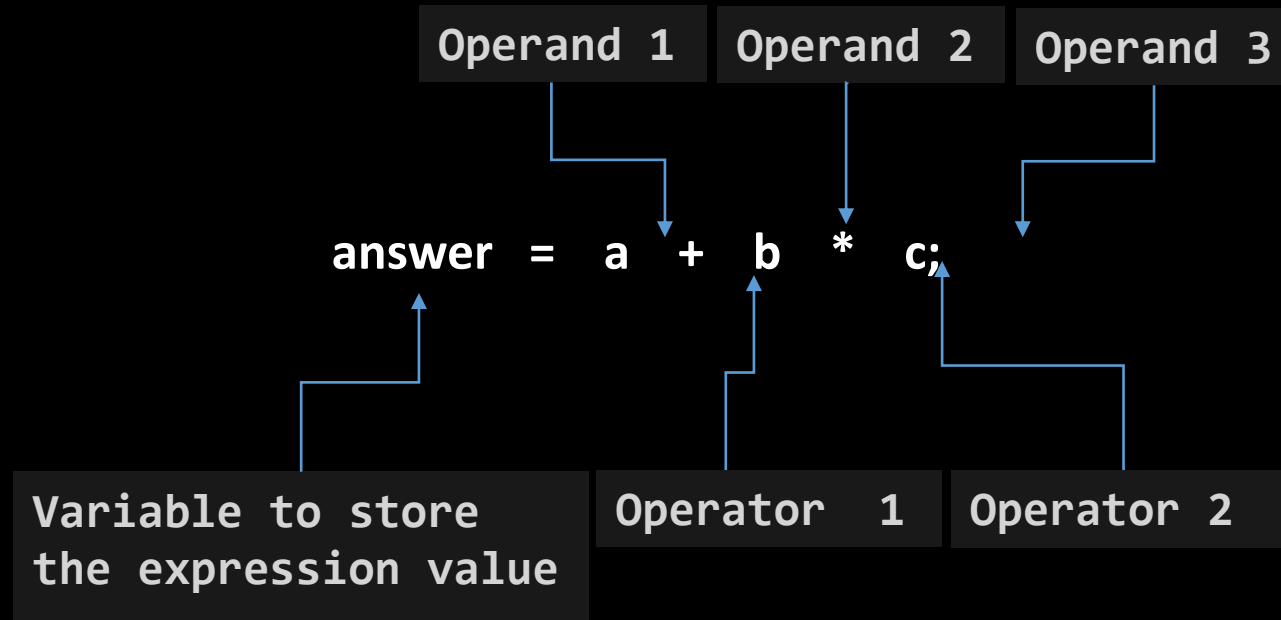 Operand 1
Operand 2
Operand 3
answer = a + b * c;
Variable to store
the expression value
Operator 1
Operator 2